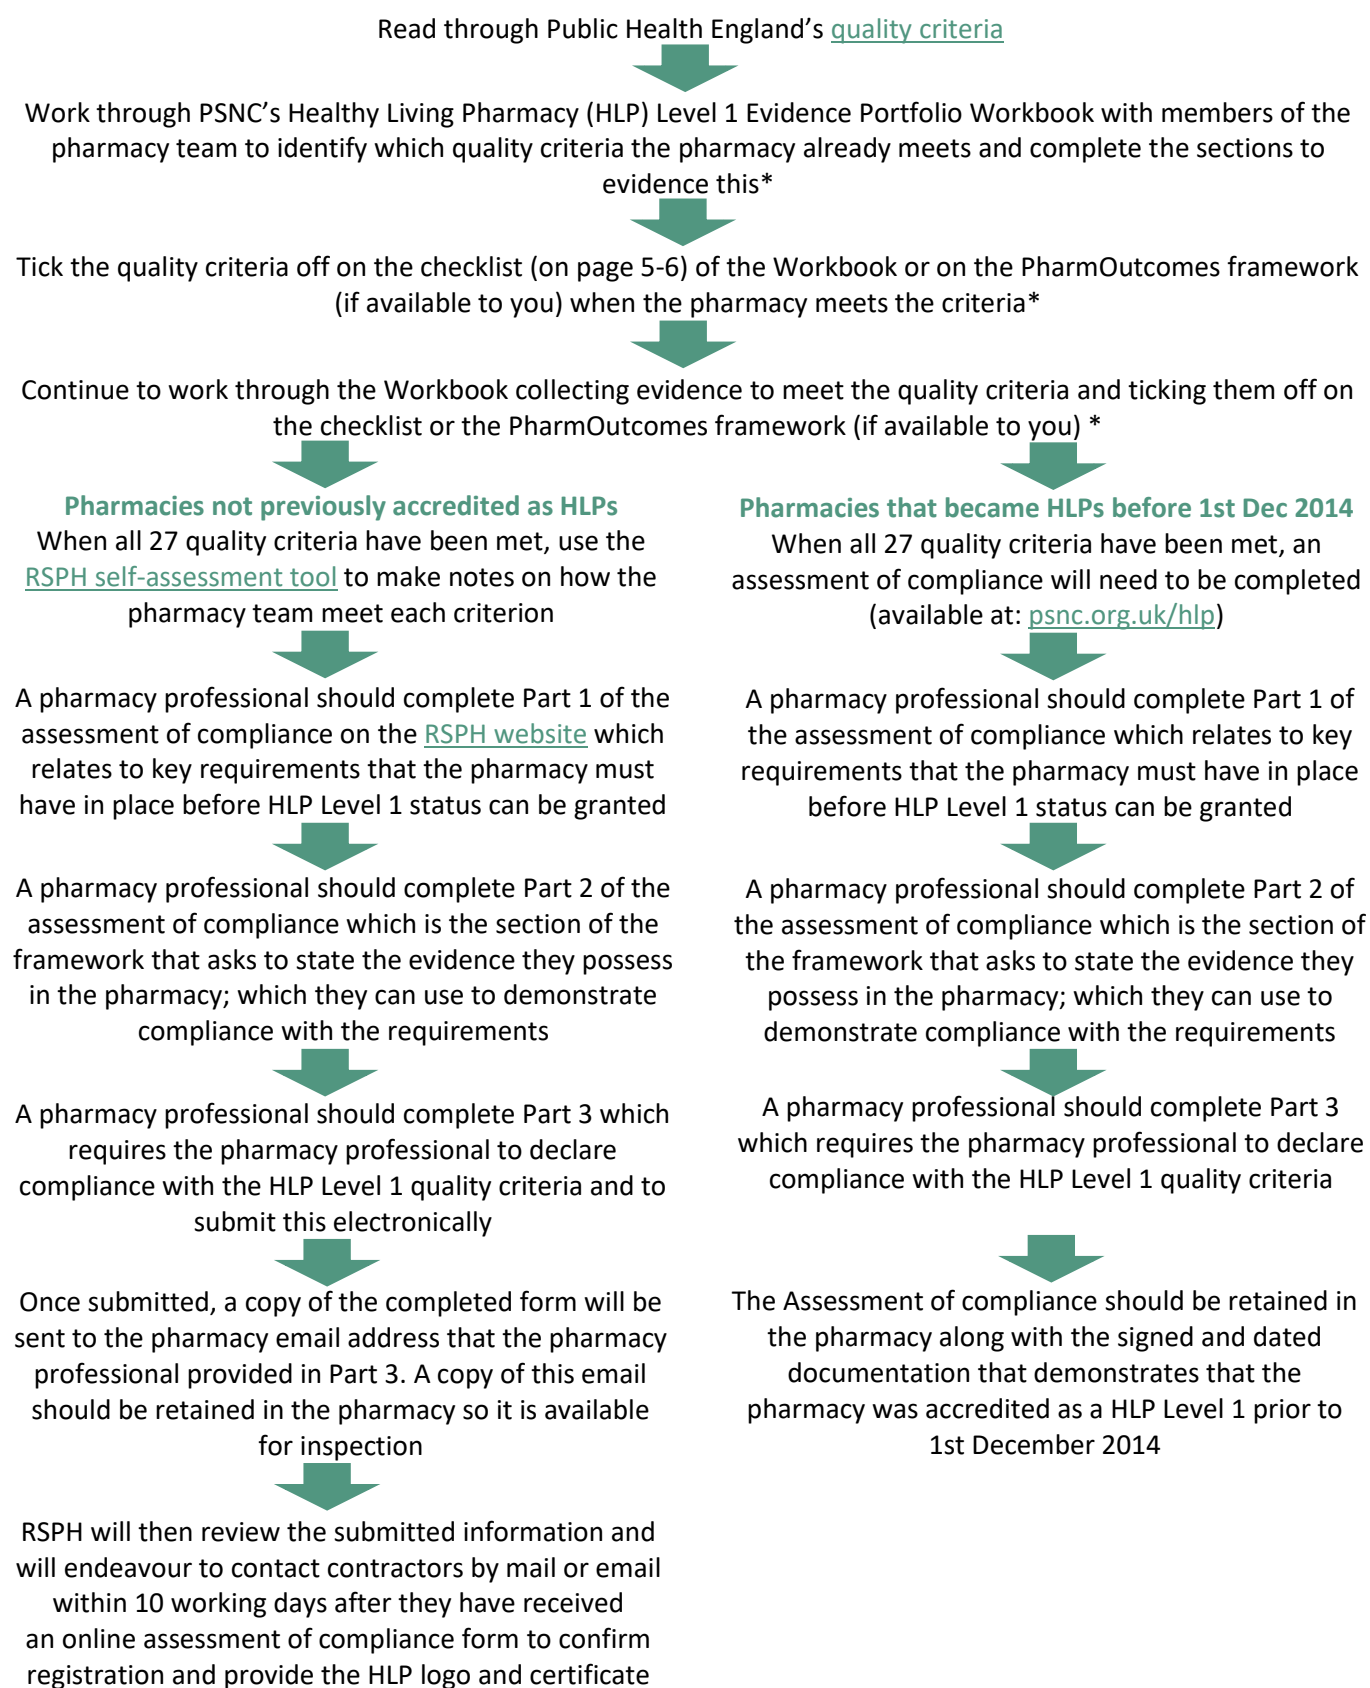 Read through Public Health England’s quality criteria
Work through PSNC’s Healthy Living Pharmacy (HLP) Level 1 Evidence Portfolio Workbook with members of the
pharmacy team to identify which quality criteria the pharmacy already meets and complete the sections to
evidence this*
Tick the quality criteria off on the checklist (on page 5-6) of the Workbook or on the PharmOutcomes framework
(if available to you) when the pharmacy meets the criteria*
Continue to work through the Workbook collecting evidence to meet the quality criteria and ticking them off on
the checklist or the PharmOutcomes framework (if available to you) *
Pharmacies not previously accredited as HLPs
When all 27 quality criteria have been met, use the
RSPH self-assessment tool to make notes on how the
pharmacy team meet each criterion
A pharmacy professional should complete Part 1 of the
assessment of compliance on the RSPH website which
relates to key requirements that the pharmacy must
have in place before HLP Level 1 status can be granted
A pharmacy professional should complete Part 2 of the
assessment of compliance which is the section of the
framework that asks to state the evidence they possess
in the pharmacy; which they can use to demonstrate
compliance with the requirements
A pharmacy professional should complete Part 3 which
requires the pharmacy professional to declare
compliance with the HLP Level 1 quality criteria and to
submit this electronically
Once submitted, a copy of the completed form will be
sent to the pharmacy email address that the pharmacy
professional provided in Part 3. A copy of this email
should be retained in the pharmacy so it is available
for inspection
RSPH will then review the submitted information and
will endeavour to contact contractors by mail or email
within 10 working days after they have received
an online assessment of compliance form to confirm
registration and provide the HLP logo and certificate
Pharmacies that became HLPs before 1st Dec 2014
When all 27 quality criteria have been met, an
assessment of compliance will need to be completed
(available at: psnc.org.uk/hlp)
A pharmacy professional should complete Part 1 of
the assessment of compliance which relates to key
requirements that the pharmacy must have in place
before HLP Level 1 status can be granted
A pharmacy professional should complete Part 2 of
the assessment of compliance which is the section of
the framework that asks to state the evidence they
possess in the pharmacy; which they can use to
demonstrate compliance with the requirements
A pharmacy professional should complete Part 3
which requires the pharmacy professional to declare
compliance with the HLP Level 1 quality criteria
The Assessment of compliance should be retained in
the pharmacy along with the signed and dated
documentation that demonstrates that the
pharmacy was accredited as a HLP Level 1 prior to
1st December 2014